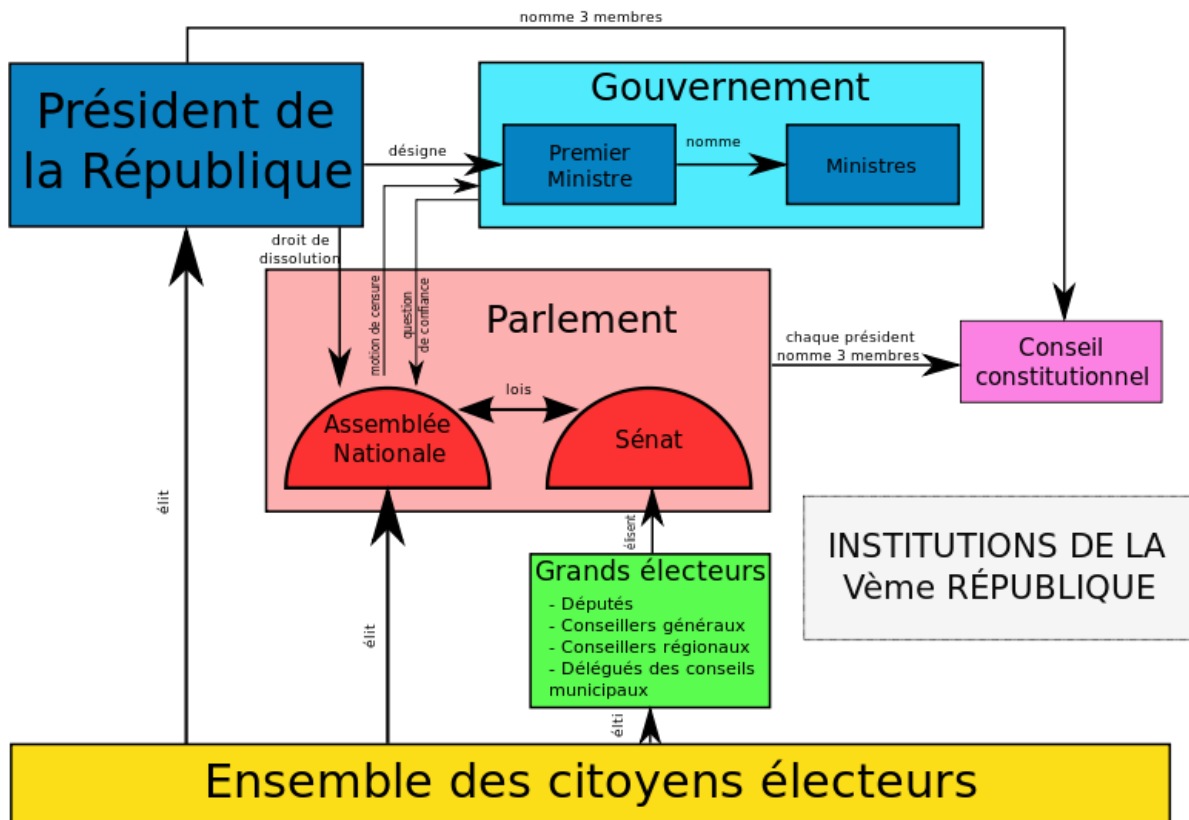 nomme 3 membres
Président de
la République
Gouvernement
désigne
Premier
Ministre
nomme
Ministres
droit de
dissolution
motion de censure
question
de confiance
Parlement
chaque président
nomme 3 membres
Conseil
constitutionnel
lois
Assemblée
Nationale
Sénat
élit
élisent
INSTITUTIONS DE LA
Vème RÉPUBLIQUE
Grands électeurs
- Députés
- Conseillers généraux
- Conseillers régionaux
- Délégués des conseils
municipaux
élit
élti
Ensemble des citoyens électeurs